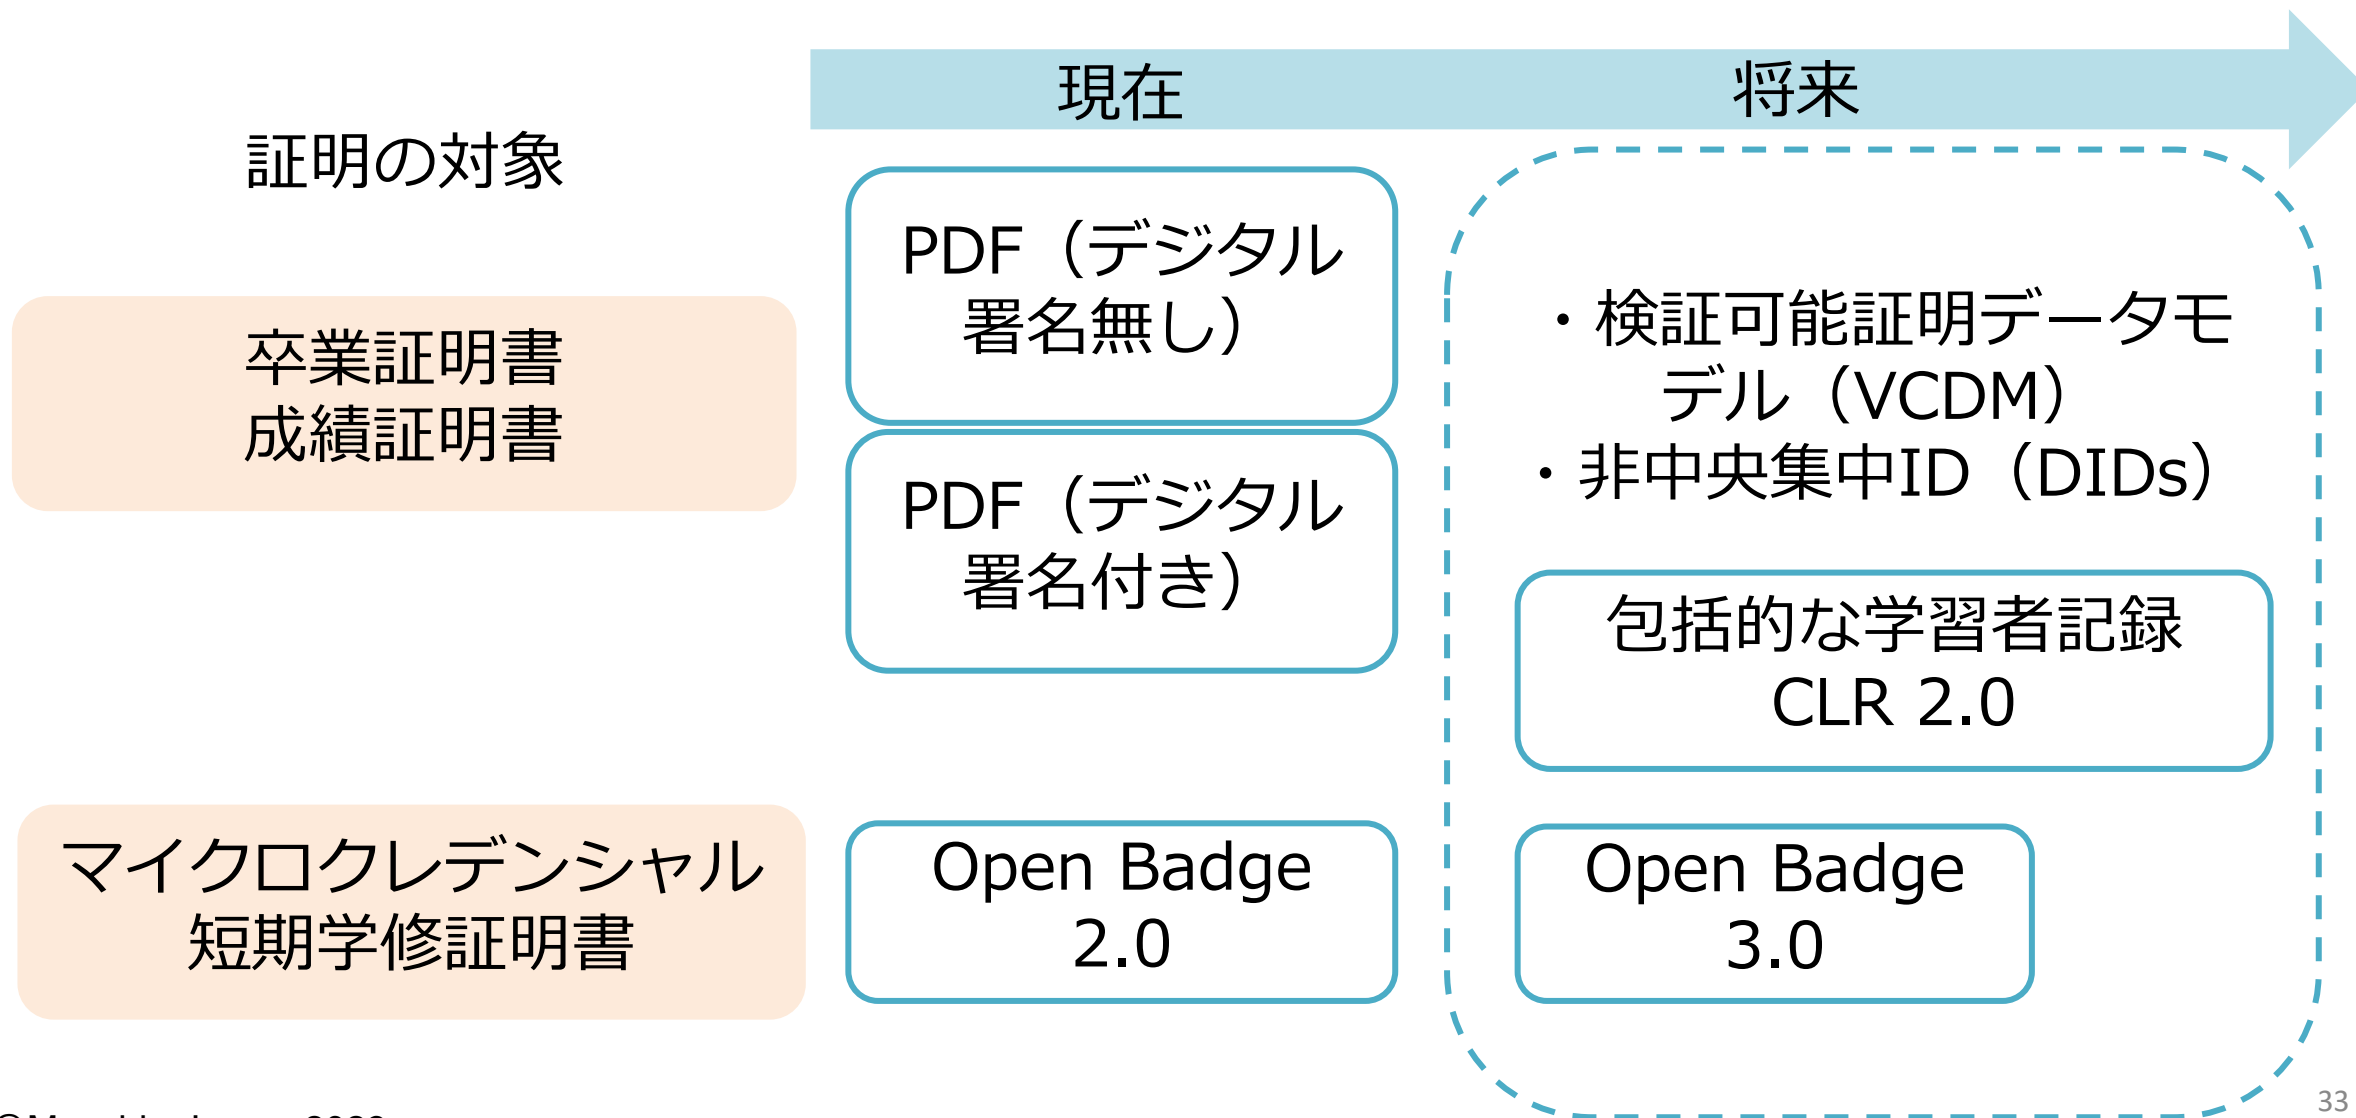 現在
将来
証明の対象
卒業証明書
成績証明書
PDF（デジタル
署名無し）
PDF（デジタル
署名付き）
・検証可能証明データモ
デル（VCDM）
・非中央集中ID（DIDs）
包括的な学習者記録
CLR 2.0
マイクロクレデンシャル
短期学修証明書
Open Badge
2.0
Open Badge
3.0
33